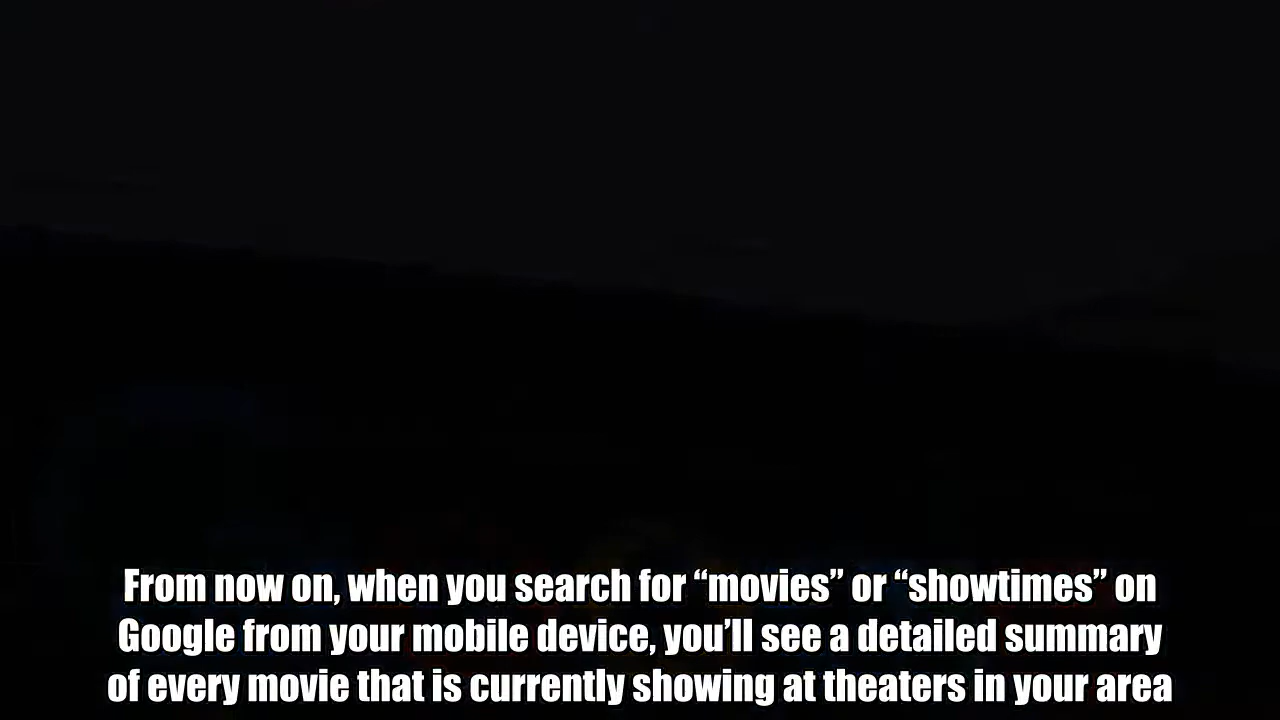 From now on, when you search for “movies” or “showtimes” on
Google from your mobile device, you’ll see a detailed summary
of every movie that is currently showing at theaters in your area